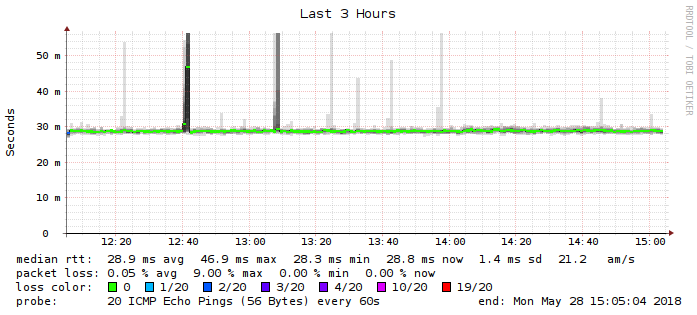 Last 3 Hours
RRDTOOL / TOBI OETIKER
Seconds
50 m
40 m
30 m
20 m
10 m
0
12:20 12:40 13:00 13:20 13:40 14:00 14:20 14:40 15:00
median rtt: 28.9 ms avg 46.9 ms max 28.3 ms min 28.8 ms now 1.4 ms sd 21.2 am/s
packet loss: 0.05 % avg 9.00 % max 0.00 % min 0.00 % now
loss color: 0 1/20 2/20 3/20 4/20 10/20 19/20
probe: 20 ICMP Echo Pings (56 Bytes) every 60s end: Mon May 28 15:05:04 2018